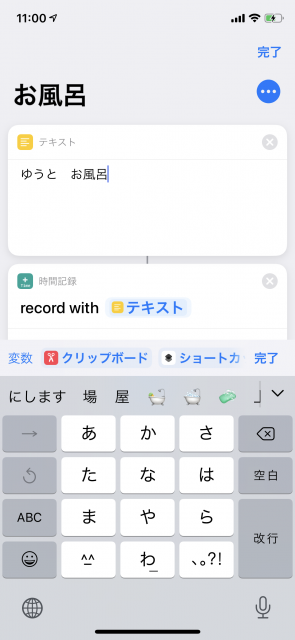 11:00
完了
お風呂
テキスト
ゆうと　お風呂
時間記録
record with テキスト
変数 クリップボード ショートカ 完了
にします 場 屋
あ か さ
た な は 空白
ABC ま や ら
改行
^^ わ 、。?!